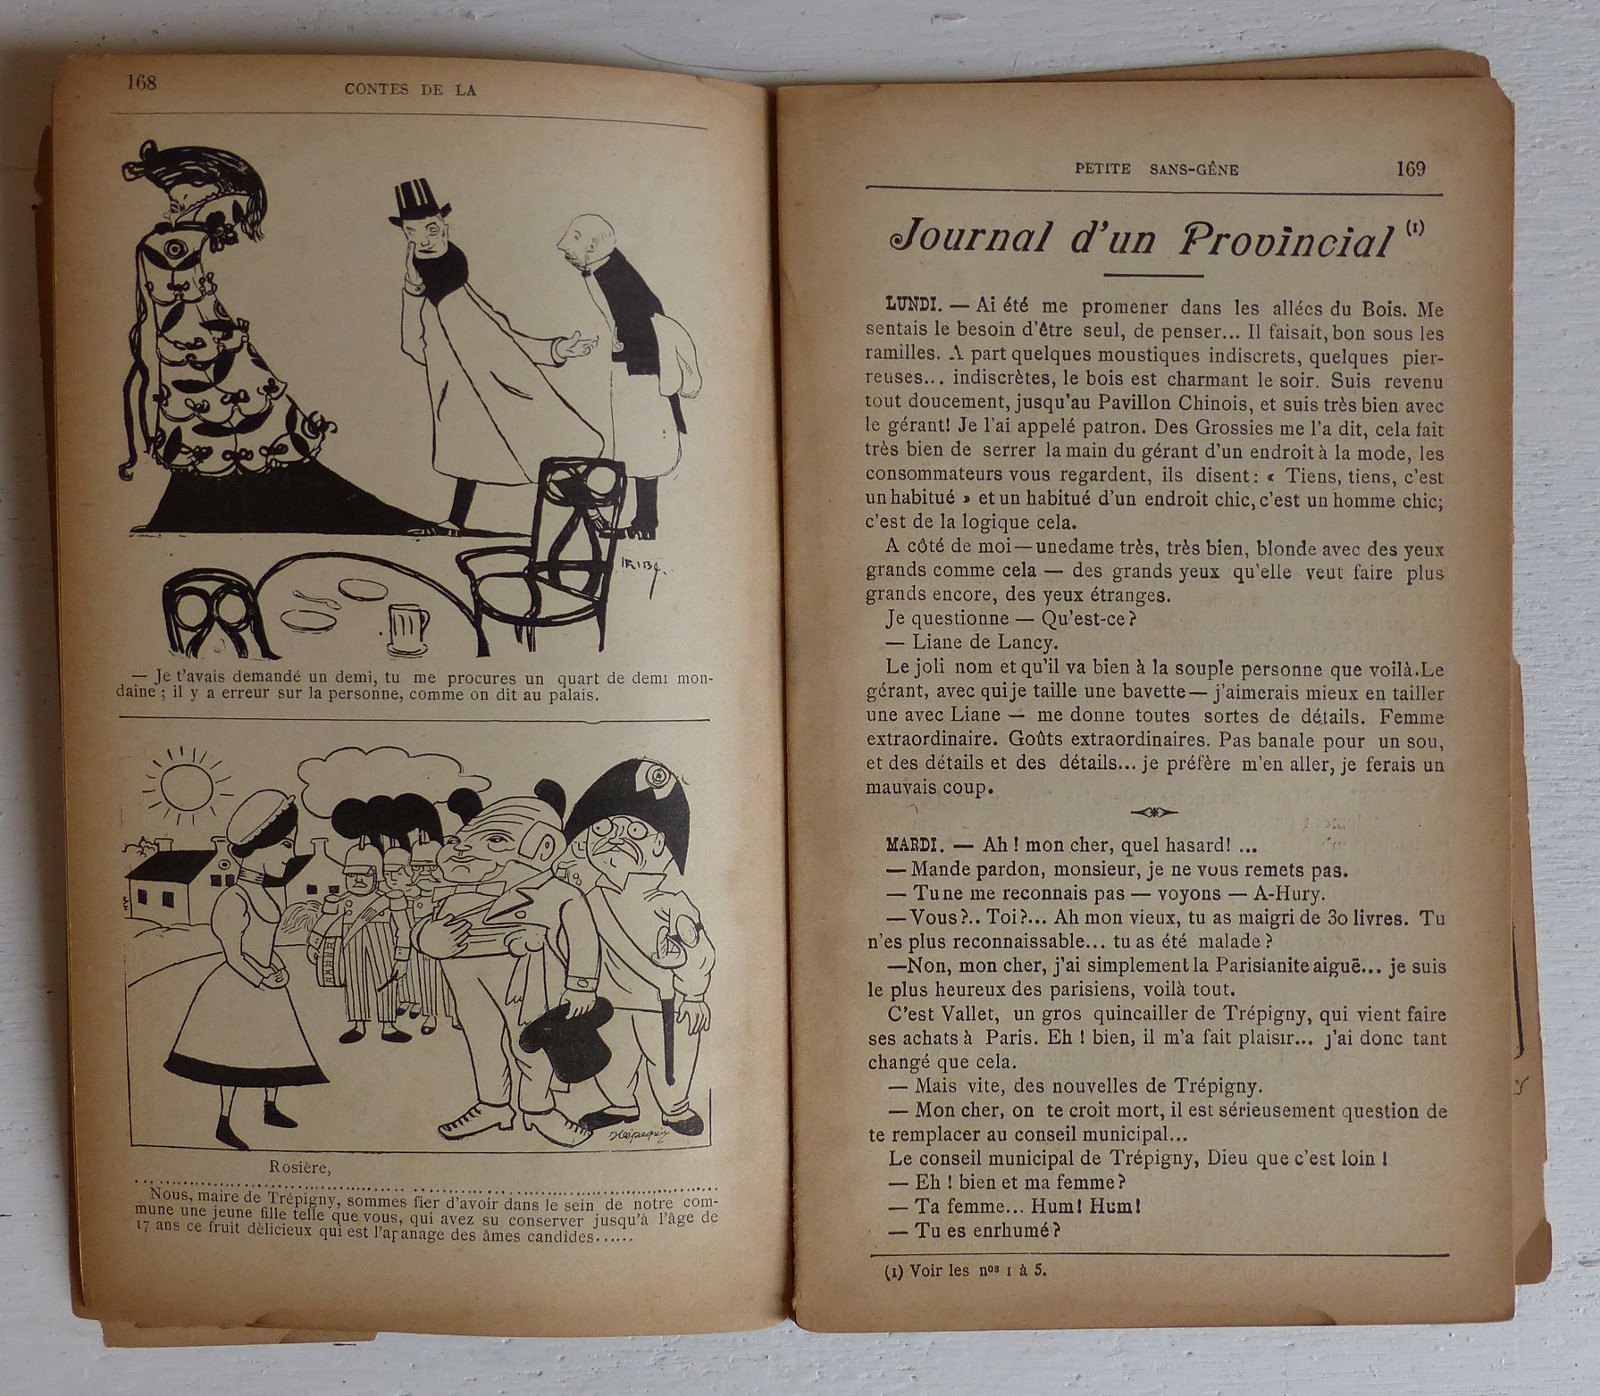 168
CONTES DE LA
IRIBE.
— Je t'avais demandé un demi, tu me procures un quart de demi mon-
daine ; il y a erreur sur la personne, comme on dit au palais.
Rosière,
Nous, maire de Trépigny, sommes fier d'avoir dans le sein de notre com-
mune une jeune fille telle que vous, qui avez su conserver jusqu'à l'âge de
17 ans ce fruit délicieux qui est l'apanage des âmes candides......
PETITE SANS-GÊNE
169
Journal d'un Provincial (1)
LUNDI. — Ai été me promener dans les allées du Bois. Me
sentais le besoin d'être seul, de penser... Il faisait, bon sous les
ramilles. A part quelques moustiques indiscrets, quelques pier-
reuses... indiscrètes, le bois est charmant le soir. Suis revenu
tout doucement, jusqu'au Pavillon Chinois, et suis très bien avec
le gérant! Je l'ai appelé patron. Des Grossies me l'a dit, cela fait
très bien de serrer la main du gérant d'un endroit à la mode, les
consommateurs vous regardent, ils disent : « Tiens, tiens, c'est
un habitué » et un habitué d'un endroit chic, c'est un homme chic;
c'est de la logique cela.
A côté de moi — unedame très, très bien, blonde avec des yeux
grands comme cela — des grands yeux qu'elle veut faire plus
grands encore, des yeux étranges.
Je questionne — Qu'est-ce ?
— Liane de Lancy.
Le joli nom et qu'il va bien à la souple personne que voilà.Le
gérant, avec qui je taille une bavette — j'aimerais mieux en tailler
une avec Liane — me donne toutes sortes de détails. Femme
extraordinaire. Goûts extraordinaires. Pas banale pour un sou,
et des détails et des détails... je préfère m'en aller, je ferais un
mauvais coup.
MARDI. — Ah ! mon cher, quel hasard! ...
— Mande pardon, monsieur, je ne vous remets pas.
— Tu ne me reconnais pas — voyons — A-Hury.
— Vous ?.. Toi ?... Ah mon vieux, tu as maigri de 30 livres. Tu
n'es plus reconnaissable... tu as été malade ?
— Non, mon cher, j'ai simplement la Parisianite aiguë... je suis
le plus heureux des parisiens, voilà tout.
C'est Vallet, un gros quincailler de Trépigny, qui vient faire
ses achats à Paris. Eh ! bien, il m'a fait plaisir... j'ai donc tant
changé que cela.
— Mais vite, des nouvelles de Trépigny.
— Mon cher, on te croit mort, il est sérieusement question de
te remplacer au conseil municipal...
Le conseil municipal de Trépigny, Dieu que c'est loin !
— Eh ! bien et ma femme ?
— Ta femme... Hum! Hum!
— Tu es enrhumé ?
(1) Voir les nos 1 à 5.